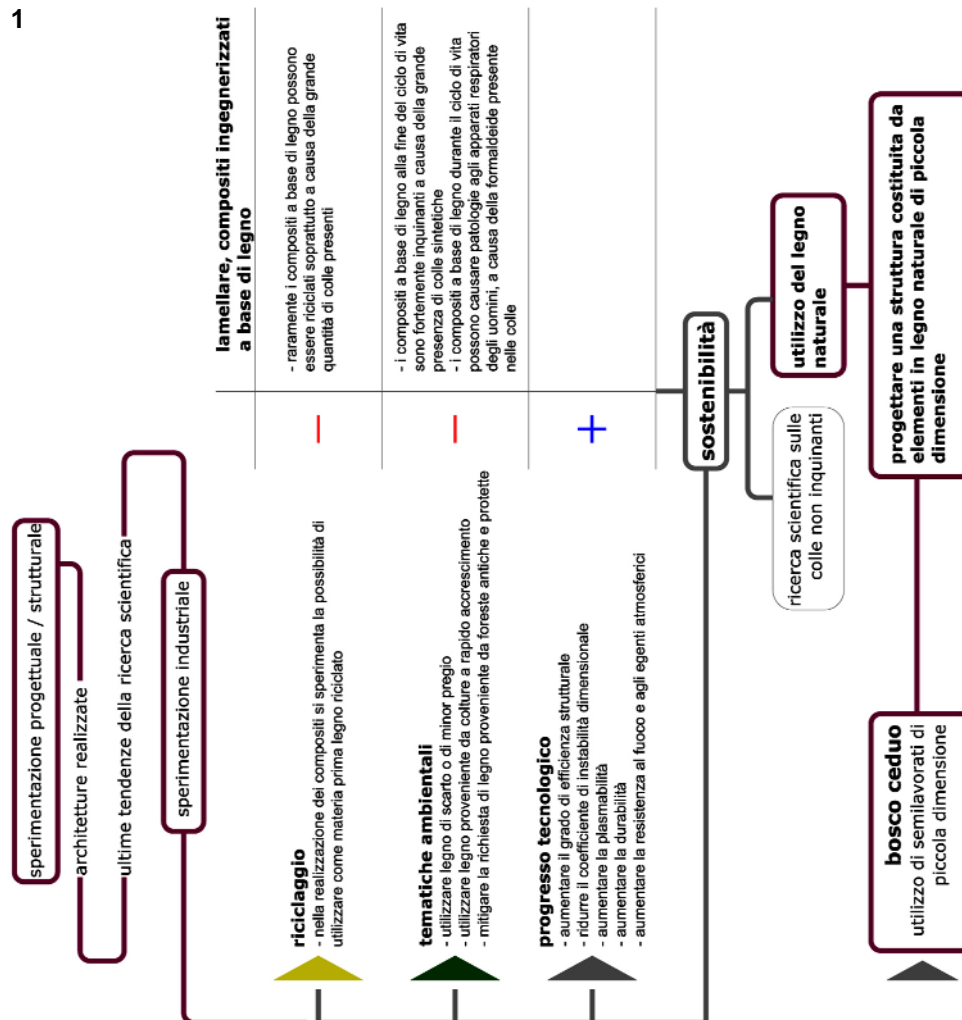 1
sperimentazione progettuale / strutturale
architetture realizzate
ultime tendenze della ricerca scientifica
sperimentazione industriale
lamellare, compositi ingegnerizzati
a base di legno
riciclaggio
- nella realizzazione dei compositi si sperimenta la possibilità di
utilizzare come materia prima legno riciclato
–
- raramente i compositi a base di legno possono
essere riciclati soprattutto a causa della grande
quantità di colle presenti
tematiche ambientali
- utilizzare legno di scarto o di minor pregio
- utilizzare legno proveniente da colture a rapido accrescimento
- mitigare la richiesta di legno proveniente da foreste antiche e protette
–
- i compositi a base di legno alla fine del ciclo di vita
sono fortemente inquinanti a causa della grande
presenza di colle sintetiche
- i compositi a base di legno durante il ciclo di vita
possono causare patologie agli apparati respiratori
degli uomini, a causa della formaldeide presente
nelle colle
progresso tecnologico
- aumentare il grado di efficienza strutturale
- ridurre il coefficiente di instabilità dimensionale
- aumentare la plasmabilità
- aumentare la durabilità
- aumentare la resistenza al fuoco e agli egenti atmosferici
+
sostenibilità
ricerca scientifica sulle
colle non inquinanti
utilizzo del legno
naturale
bosco ceduo
utilizzo di semilavorati di
piccola dimensione
progettare una struttura costituita da
elementi in legno naturale di piccola
dimensione